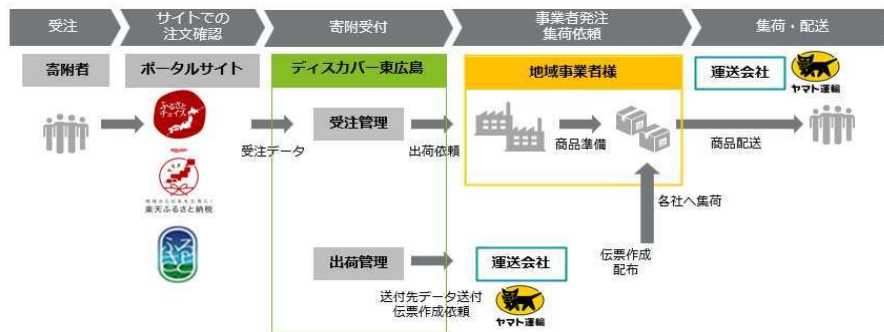 受注
サイトでの
注文確認
寄附受付
事業者発注
集荷依頼
集荷・配送
寄附者
ポータルサイト
ディスカバー東広島
地域事業者様
運送会社
ヤマト運輸
ふるさと
チョイス
受注データ
受注管理
出荷依頼
商品準備
商品配送
Rakuten
楽天ふるさと納税
各社へ集荷
伝票作成
配布
出荷管理
送付先データ送付
伝票作成依頼
運送会社
ヤマト運輸